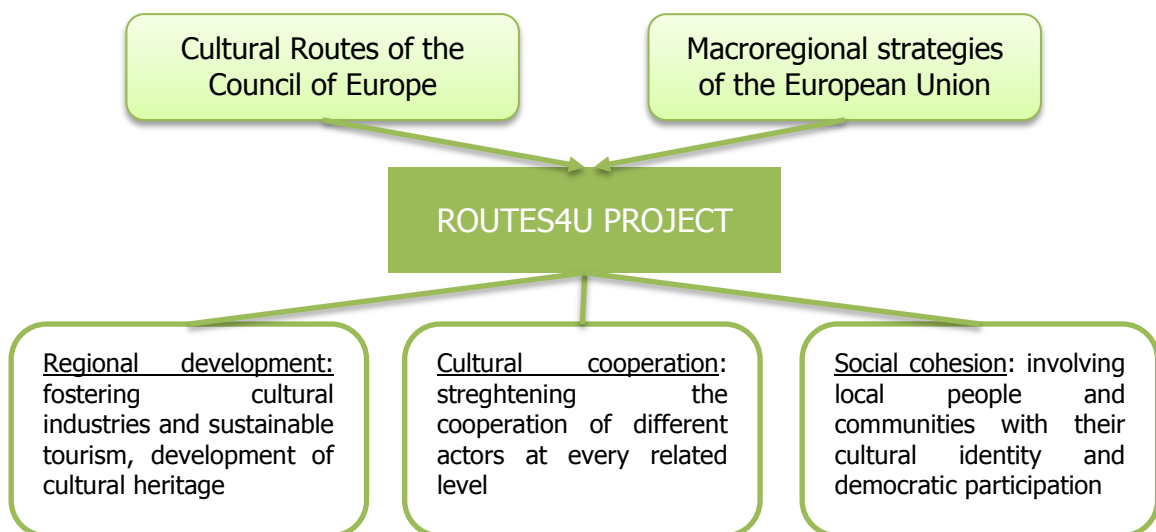 Cultural Routes of the
Council of Europe
Macroregional strategies
of the European Union
ROUTES4U PROJECT
Regional development:
fostering cultural
industries and sustainable
tourism, development of
cultural heritage
Cultural cooperation:
streghtening the
cooperation of different
actors at every related
level
Social cohesion: involving
local people and
communities with their
cultural identity and
democratic participation